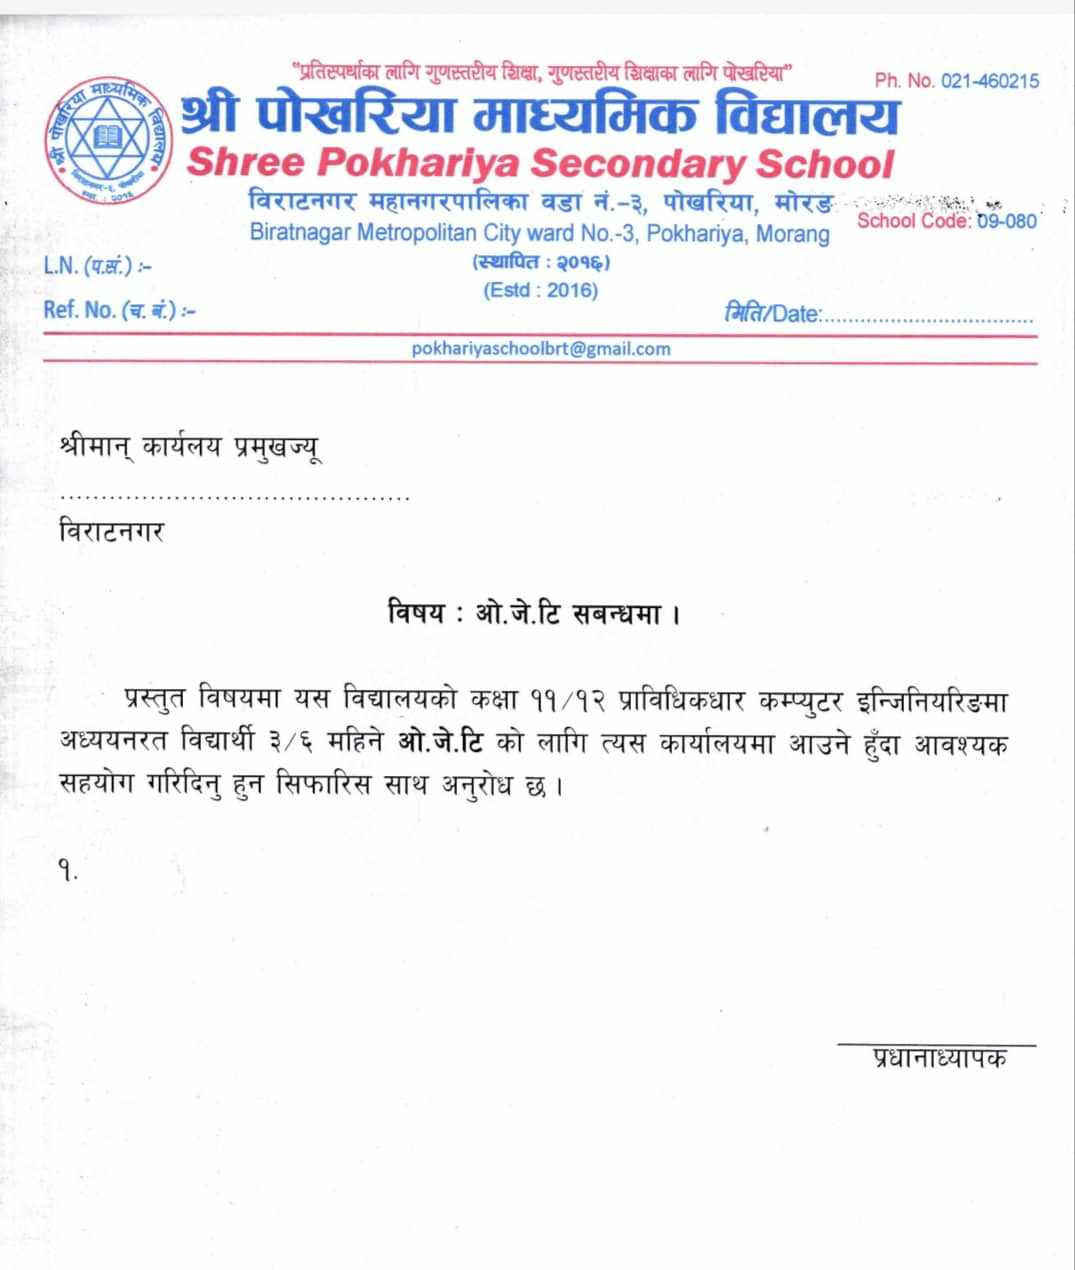 "प्रतिस्पर्धाका लागि गुणस्तरीय शिक्षा, गुणस्तरीय शिक्षाका लागि पोखरिया"
Ph. No. 021-460215
श्री पोखरिया माध्यमिक विद्यालय
श्री पोखरिया माध्यमिक विद्यालय
Shree Pokhariya Secondary School
विराटनगर महानगरपालिका वडा नं.-३, पोखरिया, मोरङ
Biratnagar Metropolitan City ward No.-3, Pokhariya, Morang
School Code: 09-080
L.N. (प.सं.) :-
(स्थापित : २०१६)
(Estd : 2016)
Ref. No. (च. नं.) :-
मिति/Date:..................................
pokhariyaschoolbrt@gmail.com
श्रीमान् कार्यलय प्रमुखज्यू
...........................................
विराटनगर
विषय : ओ.जे.टि सबन्धमा ।
प्रस्तुत विषयमा यस विद्यालयको कक्षा ११/१२ प्राविधिकधार कम्प्युटर इन्जिनियरिङमा
अध्ययनरत विद्यार्थी ३/६ महिने ओ.जे.टि को लागि त्यस कार्यालयमा आउने हुँदा आवश्यक
सहयोग गरिदिनु हुन सिफारिस साथ अनुरोध छ ।
१.
प्रधानाध्यापक